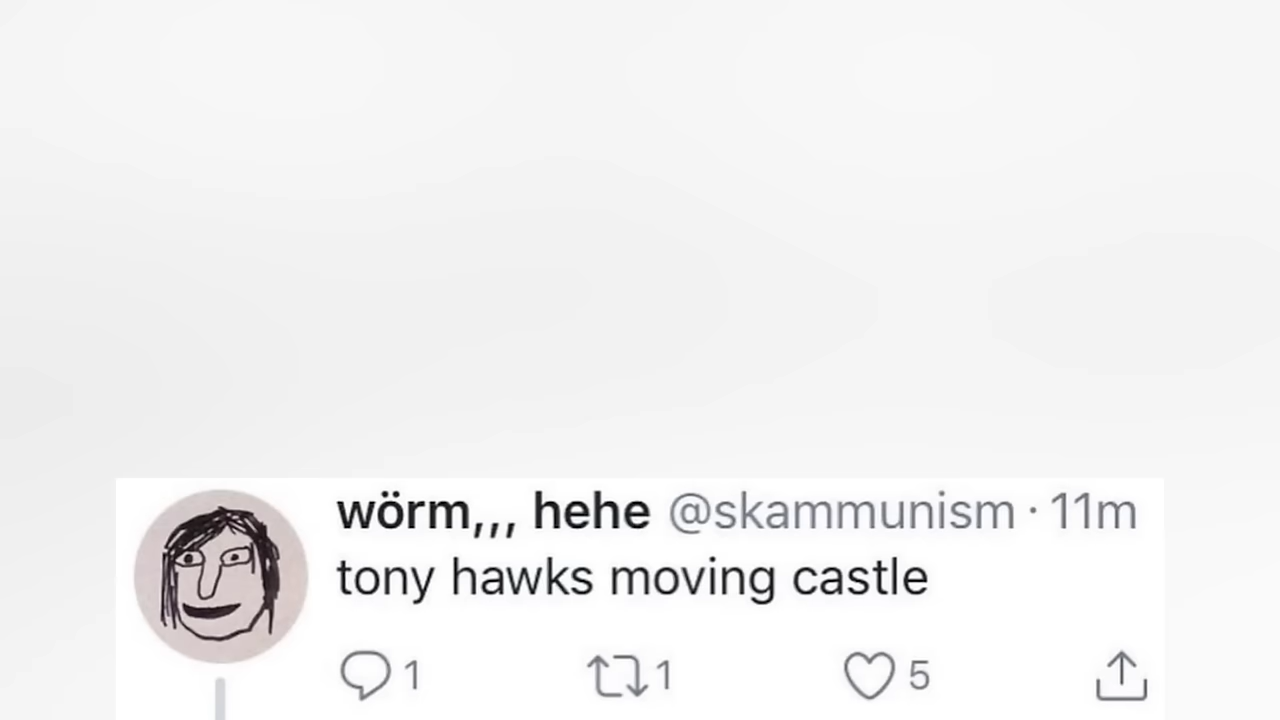 wörm,,, hehe @skammunism · 11m
tony hawks moving castle
1 1 5